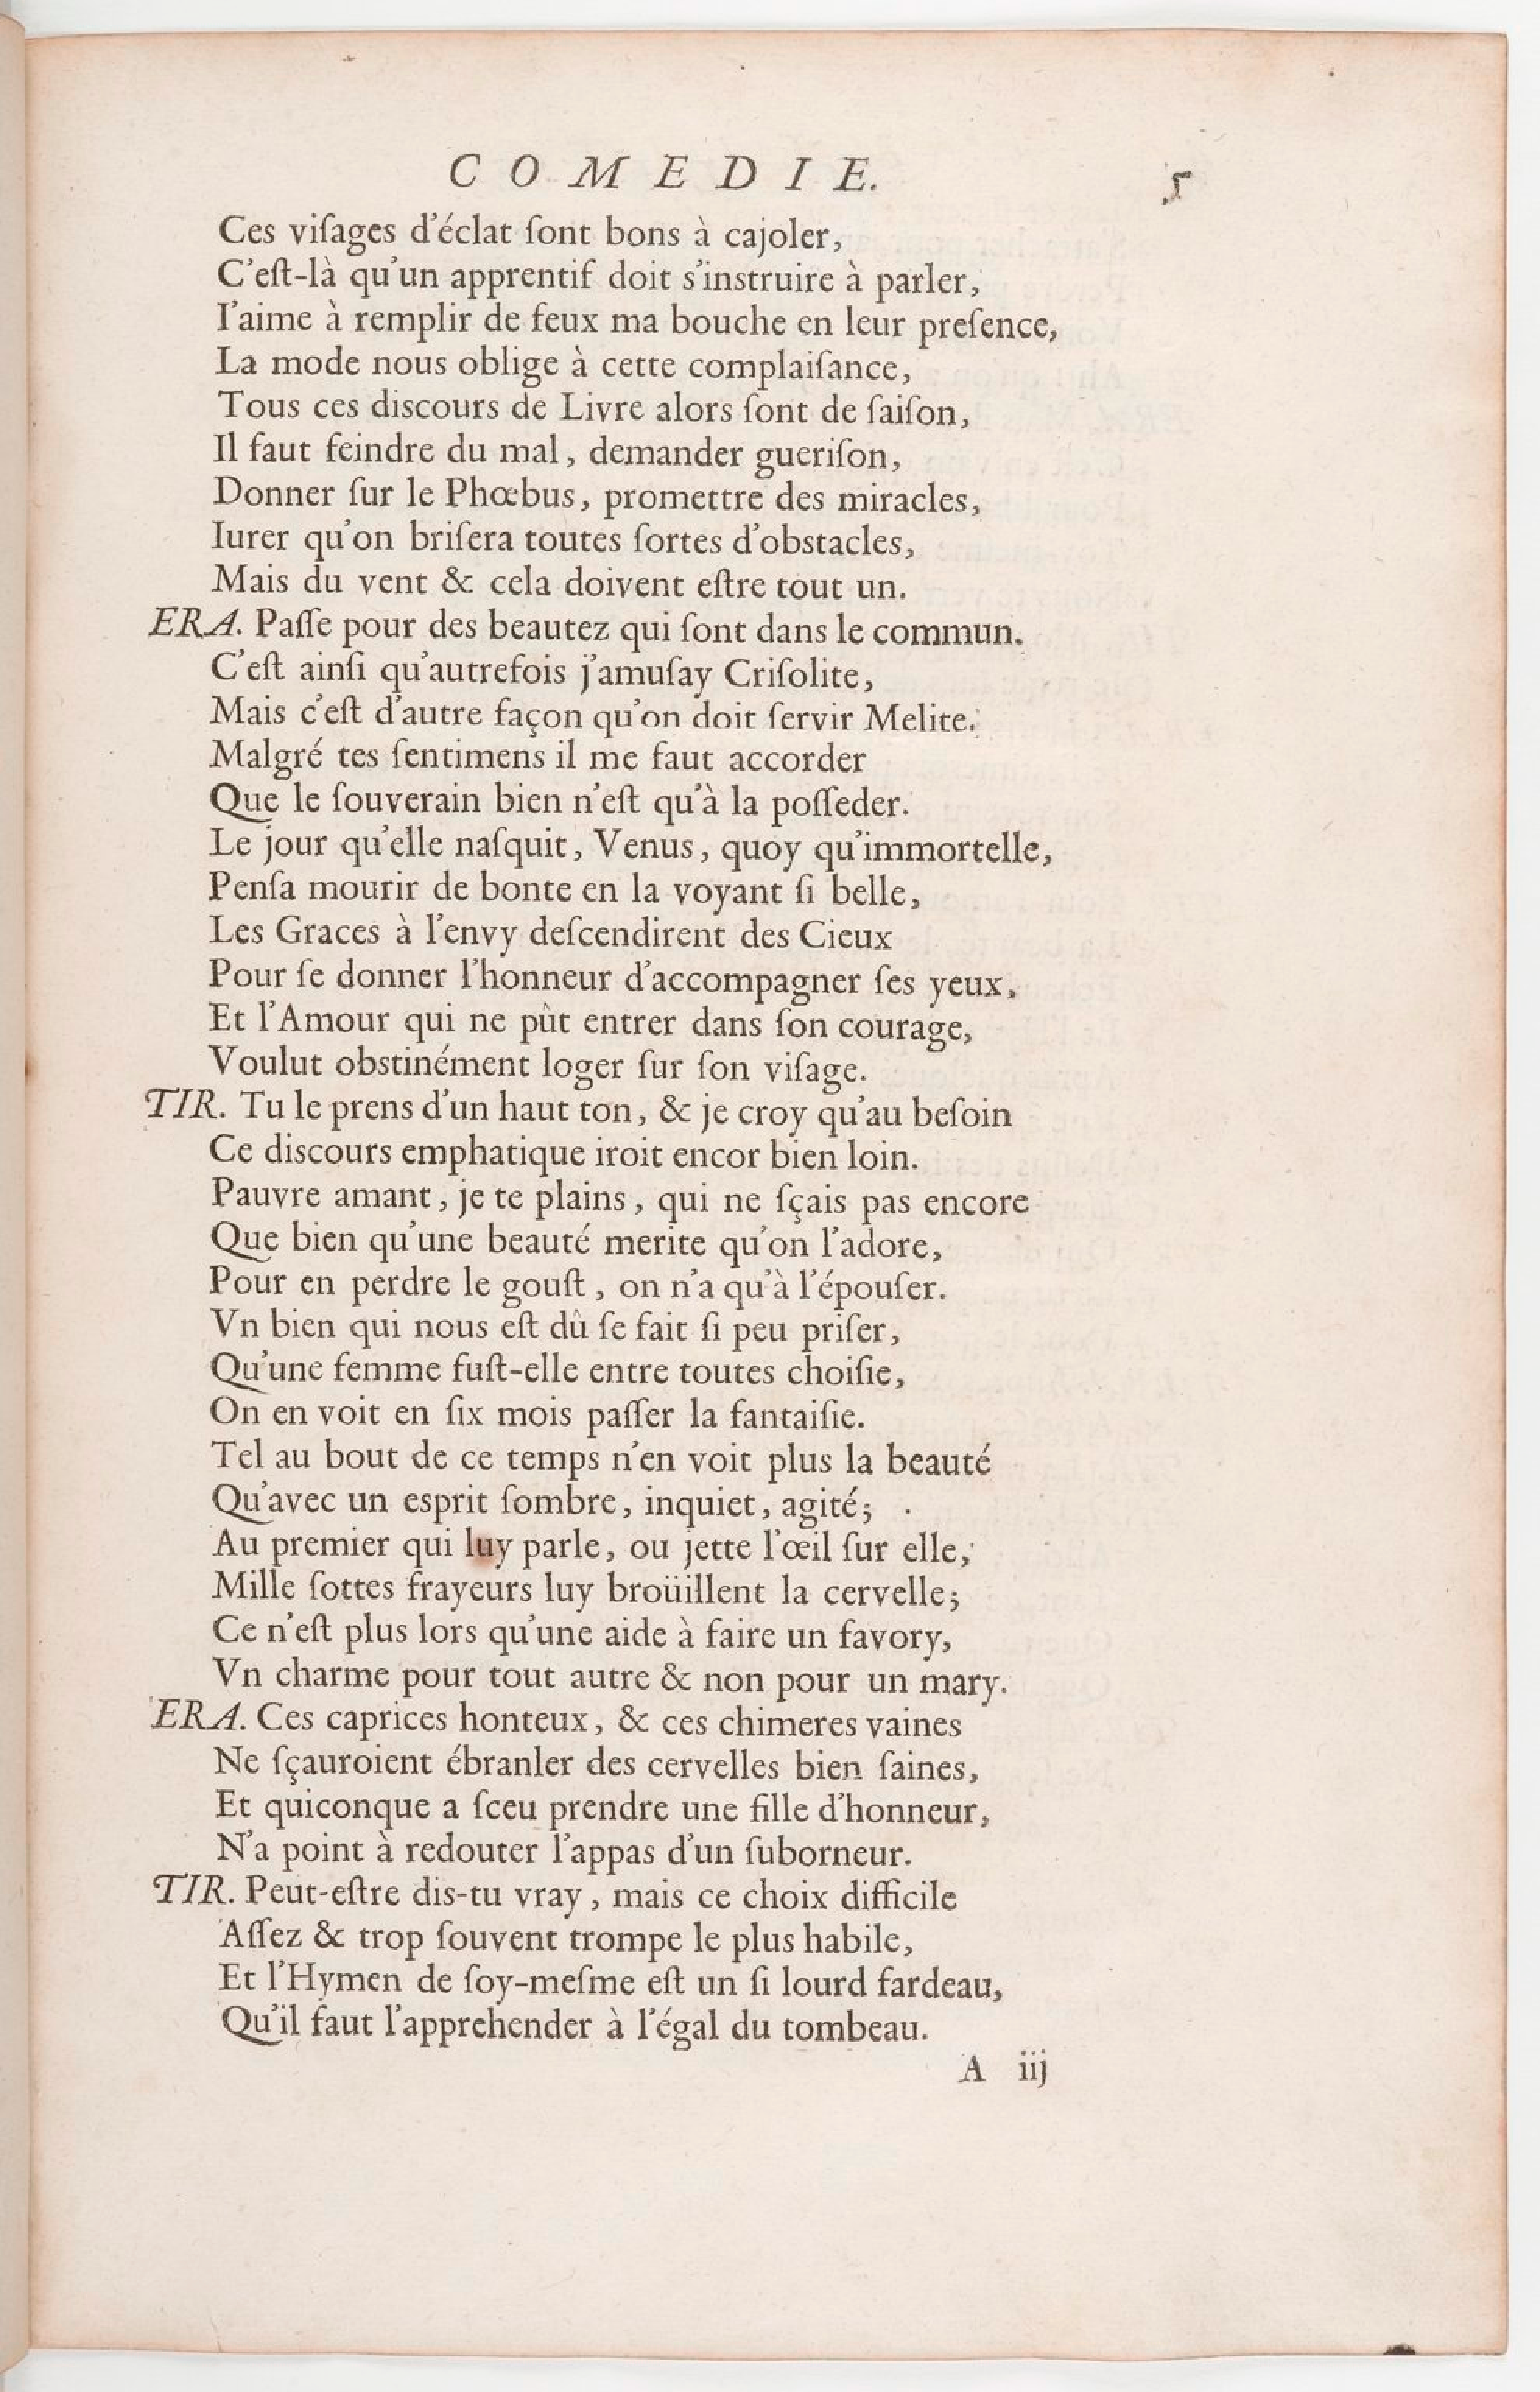 COMEDIE. 5
Ces viſages d'éclat ſont bons à cajoler,
C'eſt-là qu'un apprentif doit s'instruire à parler,
I'aime à remplir de feux ma bouche en leur preſence,
La mode nous oblige à cette complaiſance,
Tous ces discours de Livre alors ſont de ſaiſon,
Il faut feindre du mal, demander gueriſon,
Donner ſur le Phœbus, promettre des miracles,
Iurer qu'on briſera toutes ſortes d'obstacles,
Mais du vent & cela doivent eſtre tout un.
ERA. Paſſe pour des beautez qui ſont dans le commun.
C'eſt ainſi qu'autrefois j'amuſay Criſolite,
Mais c'eſt d'autre façon qu'on doit ſervir Melite.
Malgré tes ſentimens il me faut accorder
Que le ſouverain bien n'eſt qu'à la poſſeder.
Le jour qu'elle naſquit, Venus, quoy qu'immortelle,
Penſa mourir de bonte en la voyant ſi belle,
Les Graces à l'envy deſcendirent des Cieux
Pour ſe donner l'honneur d'accompagner ſes yeux,
Et l'Amour qui ne pût entrer dans ſon courage,
Voulut obstinément loger ſur ſon viſage.
TIR. Tu le prens d'un haut ton, & je croy qu'au beſoin
Ce discours emphatique iroit encor bien loin.
Pauvre amant, je te plains, qui ne ſçais pas encore
Que bien qu'une beauté merite qu'on l'adore,
Pour en perdre le gouſt, on n'a qu'à l'épouſer.
Vn bien qui nous eſt dû ſe fait ſi peu priſer,
Qu'une femme fuſt-elle entre toutes choiſie,
On en voit en ſix mois paſſer la fantaiſie.
Tel au bout de ce temps n'en voit plus la beauté
Qu'avec un esprit ſombre, inquiet, agité;
Au premier qui luy parle, ou jette l'œil ſur elle,
Mille ſottes frayeurs luy broüillent la cervelle;
Ce n'eſt plus lors qu'une aide à faire un favory,
Vn charme pour tout autre & non pour un mary.
ERA. Ces caprices honteux, & ces chimeres vaines
Ne ſçauroient ébranler des cervelles bien ſaines,
Et quiconque a ſceu prendre une fille d'honneur,
N'a point à redouter l'appas d'un ſuborneur.
TIR. Peut-eſtre dis-tu vray, mais ce choix difficile
Aſſez & trop ſouvent trompe le plus habile,
Et l'Hymen de ſoy-meſme eſt un ſi lourd fardeau,
Qu'il faut l'apprehender à l'égal du tombeau.
A iij